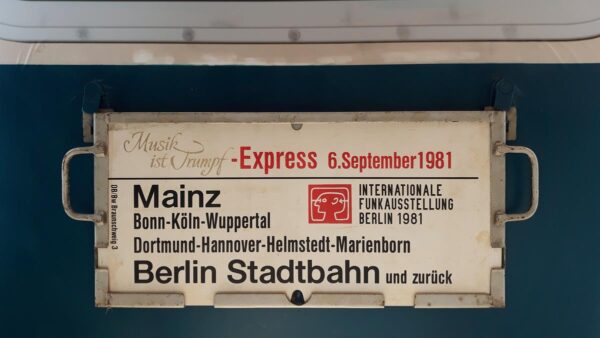 Musik
ist Trumpf-Express 6.September1981
Mainz
Bonn-Köln-Wuppertal
Dortmund-Hannover-Helmstedt-Marienborn
Berlin Stadtbahn und zurück
INTERNATIONALE
FUNKAUSSTELLUNG
BERLIN 1981
DB/Bw Braunschweig 3